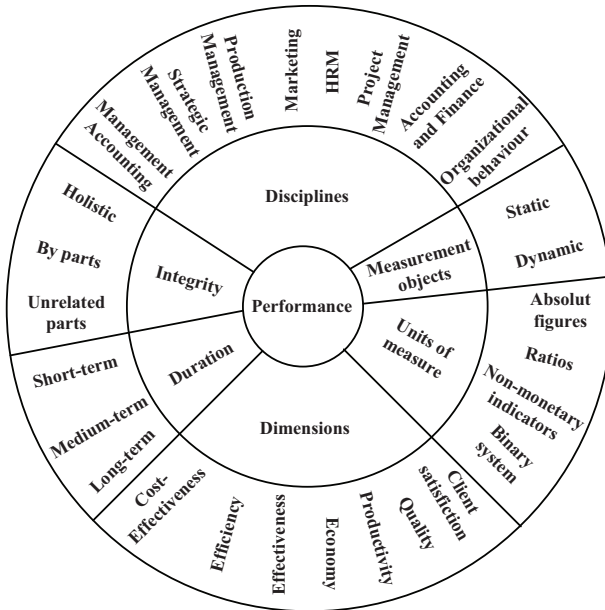 Management
Accounting
Strategic
Management
Production
Management
Marketing
HRM
Project
Management
Accounting
and Finance
Organizational
behaviour
Disciplines
Holistic
By parts
Unrelated
parts
Integrity
Static
Dynamic
Measurement
objects
Performance
Absolut
figures
Ratios
Non-monetary
indicators
Binary
system
Units of
measure
Short-term
Medium-term
Long-term
Duration
Dimensions
Cost-
Effectiveness
Efficiency
Effectiveness
Economy
Productivity
Quality
Client
satisfiction